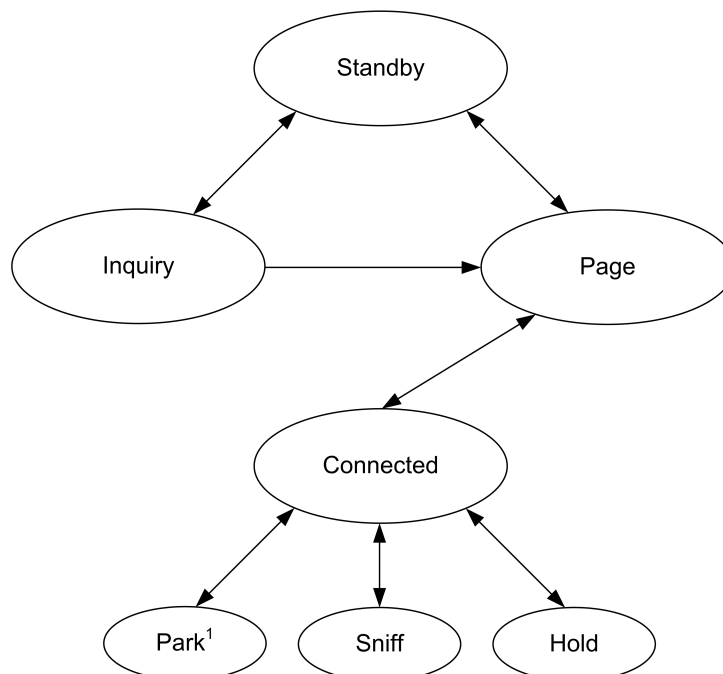 Standby
Inquiry
Page
Connected
Park¹
Sniff
Hold